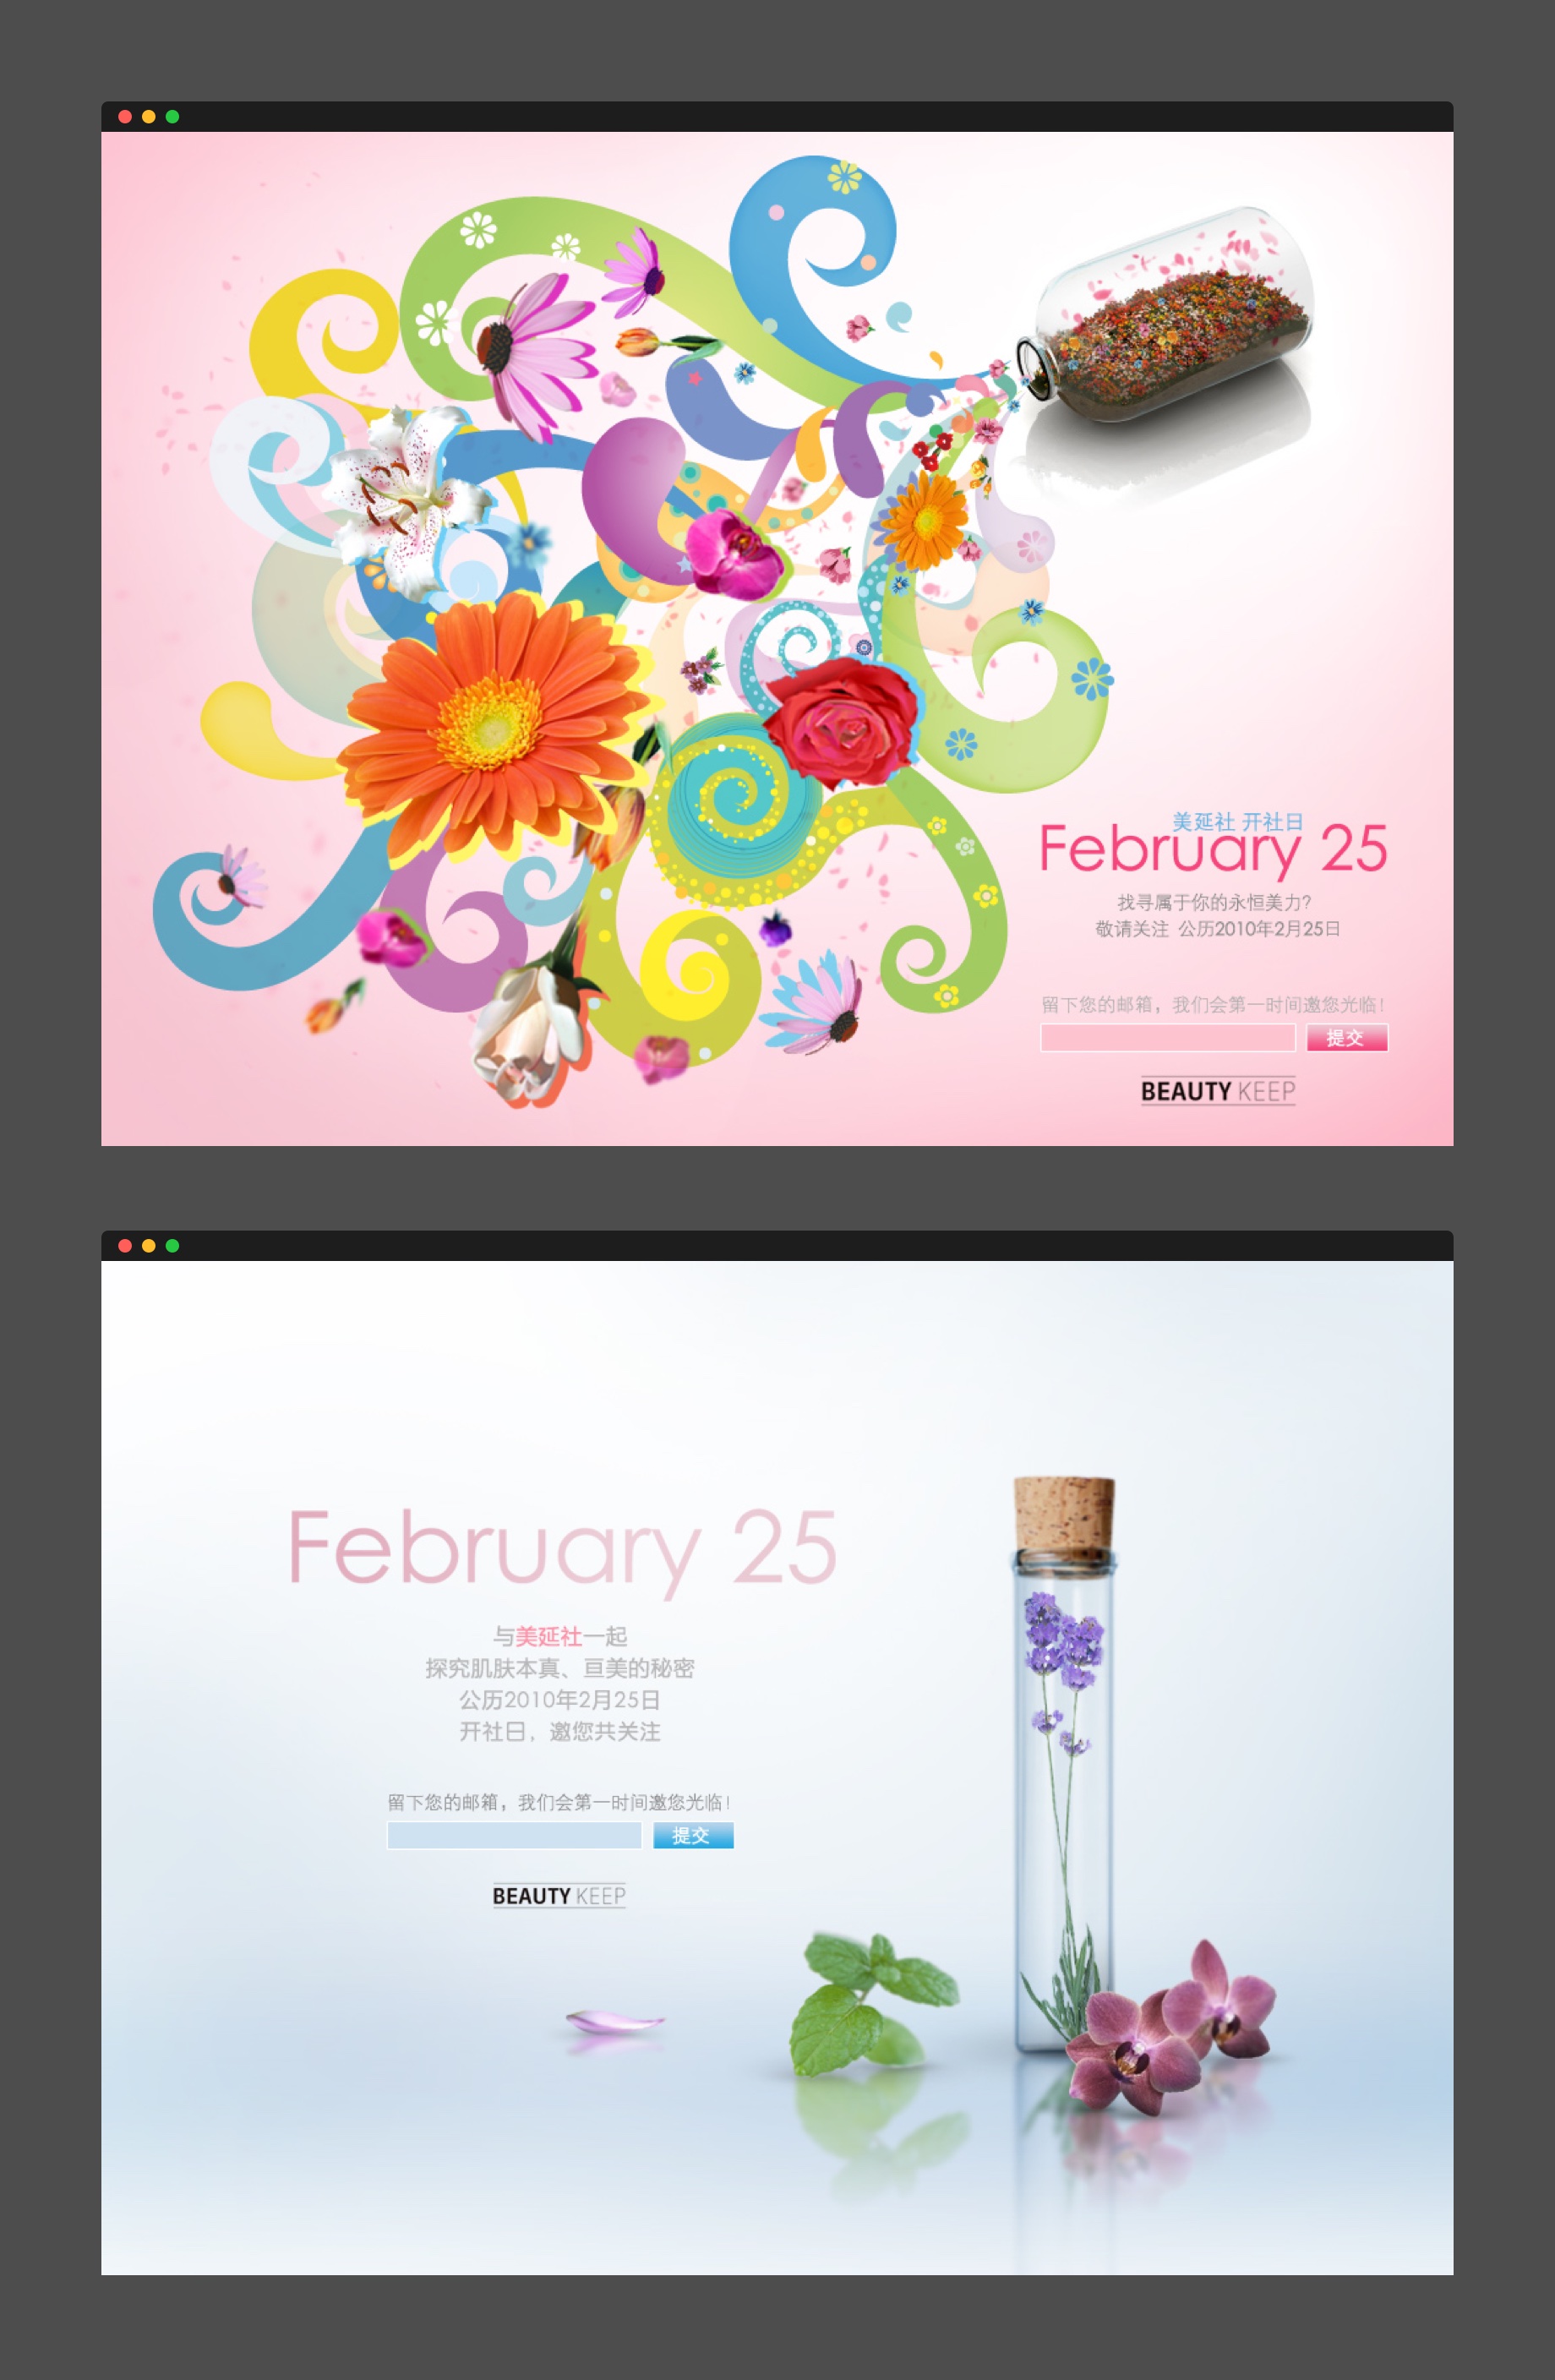 美延社 开社日
February 25
找寻属于你的永恒美力?
敬请关注 公历2010年2月25日
留下您的邮箱，我们会第一时间邀您光临!
提交
BEAUTY KEEP
February 25
与美延社一起
探究肌肤本真、亘美的秘密
公历2010年2月25日
开社日，邀您共关注
留下您的邮箱，我们会第一时间邀您光临!
提交
BEAUTY KEEP